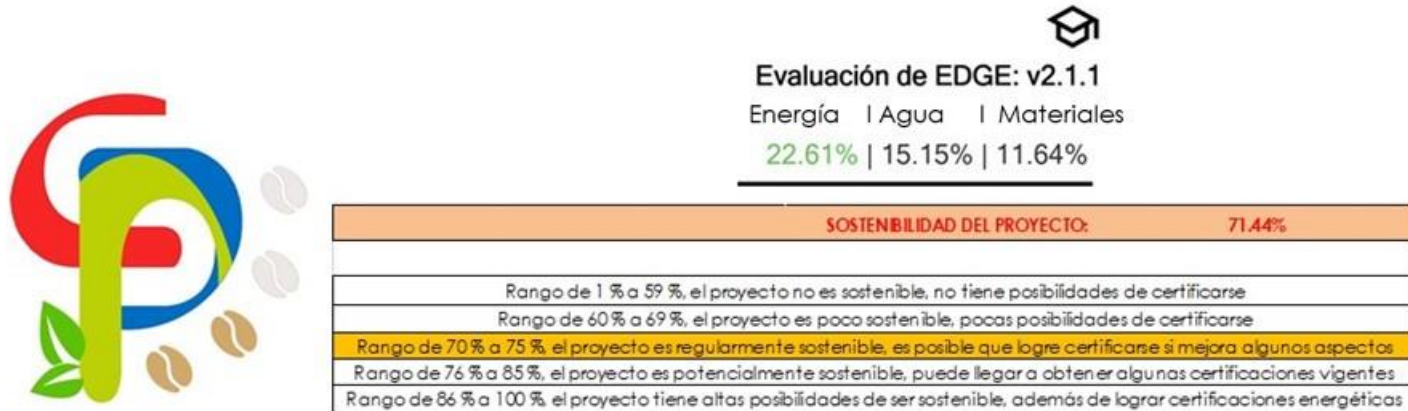 Evaluación de EDGE: v2.1.1
Energía | Agua | Materiales
22.61% | 15.15% | 11.64%
SOSTENIBILIDAD DEL PROYECTO: 71.44%
Rango de 1 % a 59 %, el proyecto no es sostenible, no tiene posibilidades de certificarse
Rango de 60 % a 69 %, el proyecto es poco sostenible, pocas posibilidades de certificarse
Rango de 70 % a 75 %, el proyecto es regularmente sostenible, es posible que logre certificarse si mejora algunos aspectos
Rango de 76 % a 85 %, el proyecto es potencialmente sostenible, puede llegar a obtener algunas certificaciones vigentes
Rango de 86 % a 100 %, el proyecto tiene altas posibilidades de ser sostenible, además de lograr certificaciones energéticas